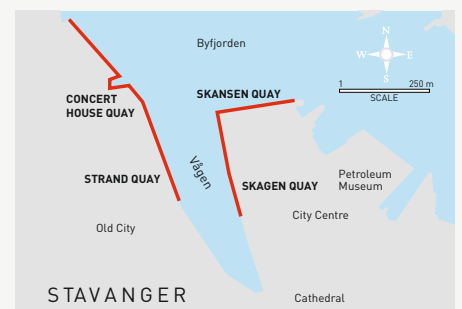 Byfjorden
N
W E
S
1 250 m
SCALE
CONCERT
HOUSE QUAY
SKANSEN QUAY
Vågen
STRAND QUAY
SKAGEN QUAY
Petroleum
Museum
City Centre
Old City
STAVANGER
Cathedral